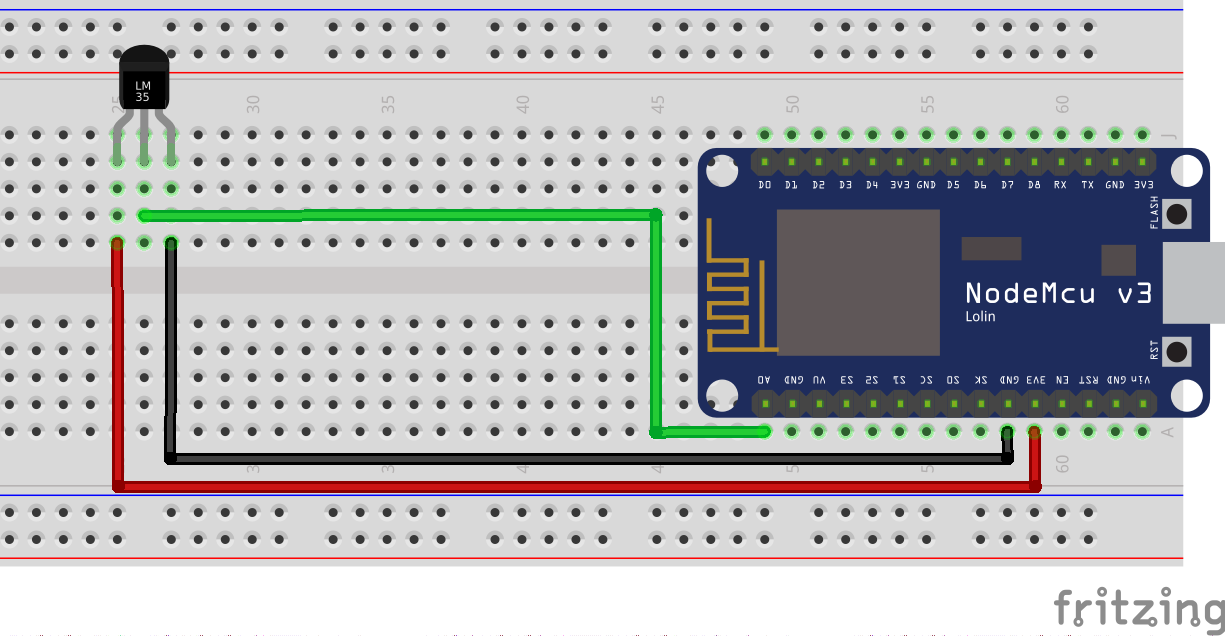 LM
35
25 30 35 40 45 50 55 60
J
D0 D1 D2 D3 D4 3V3 GND D5 D6 D7 D8 RX TX GND 3V3
FLASH
NodeMcu v3
Lolin
RST
A0 GND VU S3 S2 S1 SC S0 SK GND 3V3 EN RST GND Vin
A
3 3 4 5 5 60
fritzing